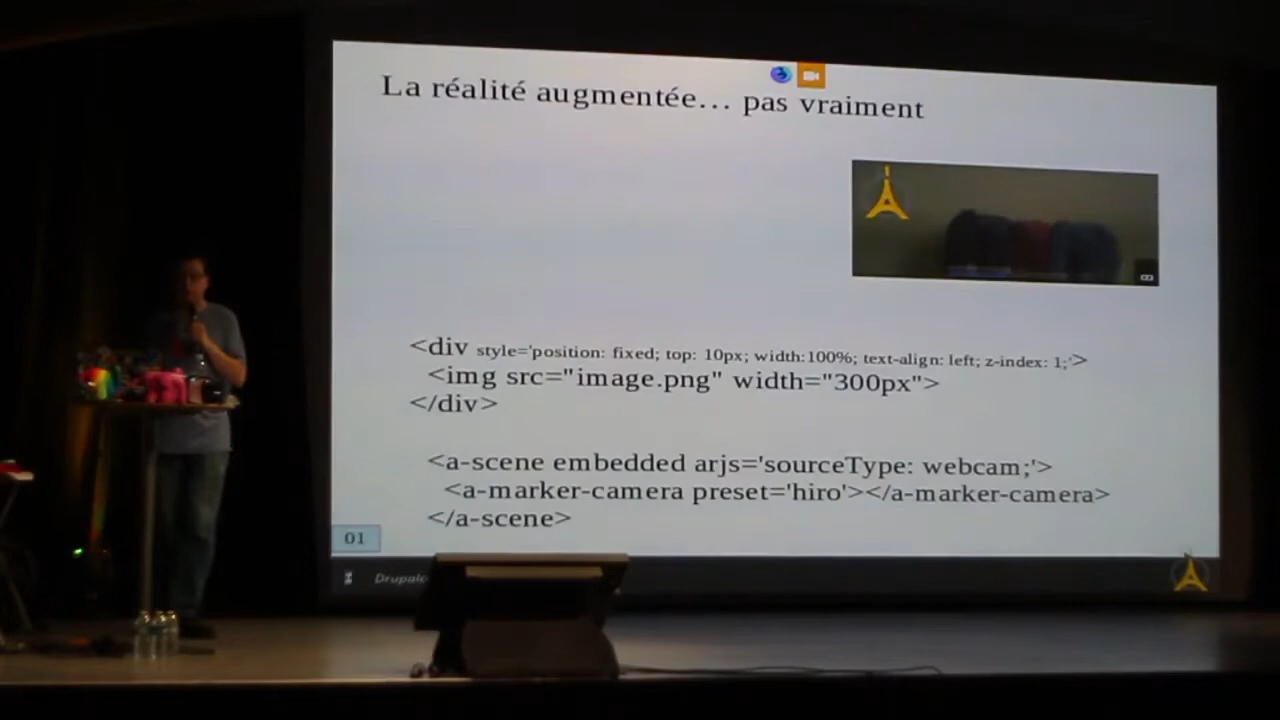 La réalité augmentée... pas vraiment
<div style='position: fixed; top: 10px; width:100%; text-align: left; z-index: 1;'>
<img src="image.png" width="300px">
</div>
<a-scene embedded arjs='sourceType: webcam;'>
<a-marker-camera preset='hiro'></a-marker-camera>
</a-scene>
01